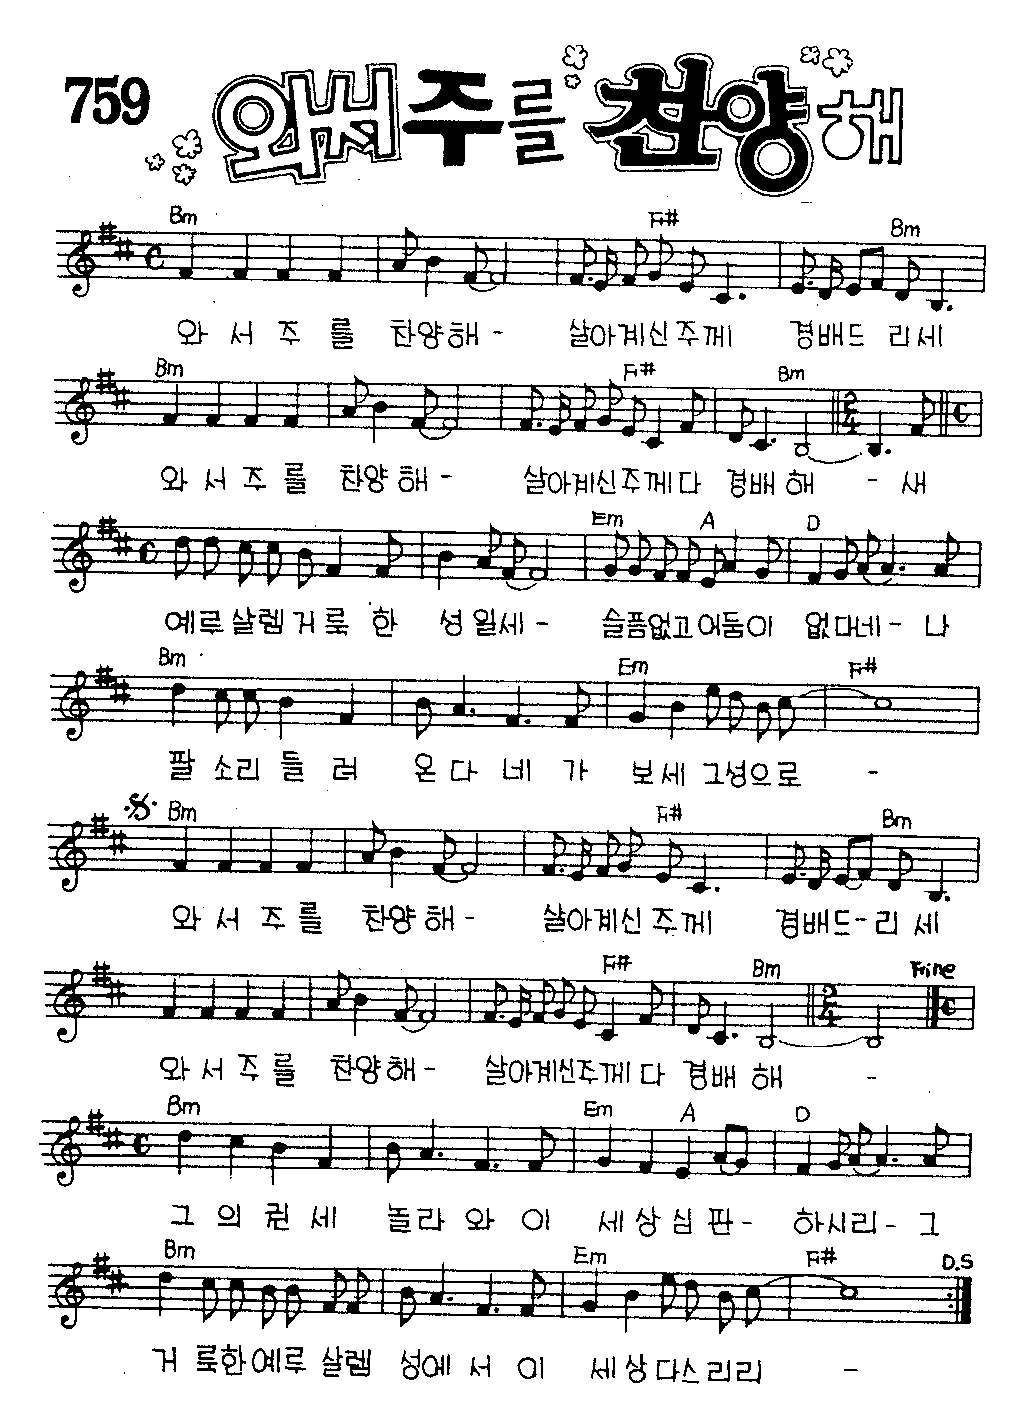 759 와서 주를 찬양해
Bm F# Bm
와 서 주 를 찬양해 - 살아계신주께 경배드 리세
Bm F# Bm
와 서 주 를 찬양 해 - 살아계신주께다 경배 해 - 새
Em A D
예루 살렘 거룩 한 성 일세 - 슬픔없고어둠이 없다네 - 나
Bm Em F#
팔 소리 들 려 온 다 네 가 보세 그성으로 -
Bm F# Bm
와 서 주 를 찬양 해 - 살아계신 주께 경배드-리 세
F# Bm Fine
와 서 주 를 찬양해 - 살아계신주께 다 경배 해 -
Bm Em A D
그 의 권 세 놀라 와 이 세 상 심 판 - 하시리 - 그
Bm Em F# D.S
거 룩한예루 살렘 성에 서 이 세상 다스리리 -